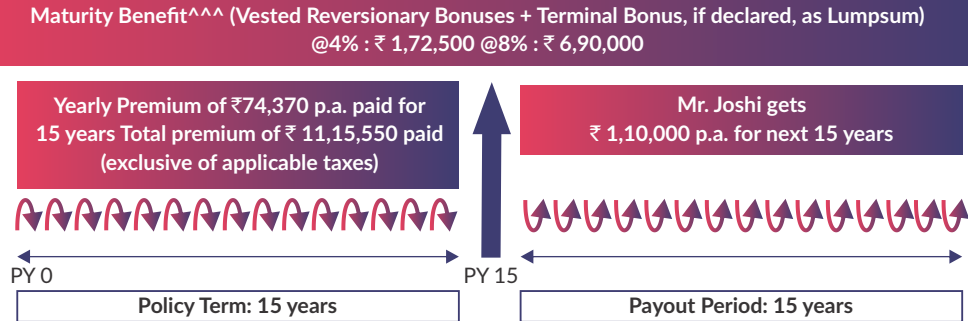 Maturity Benefit^^^ (Vested Reversionary Bonuses + Terminal Bonus, if declared, as Lumpsum)
@4% : ₹ 1,72,500 @8% : ₹ 6,90,000
Yearly Premium of ₹74,370 p.a. paid for
15 years Total premium of ₹ 11,15,550 paid
(exclusive of applicable taxes)
Mr. Joshi gets
₹ 1,10,000 p.a. for next 15 years
PY 0
PY 15
Policy Term: 15 years
Payout Period: 15 years